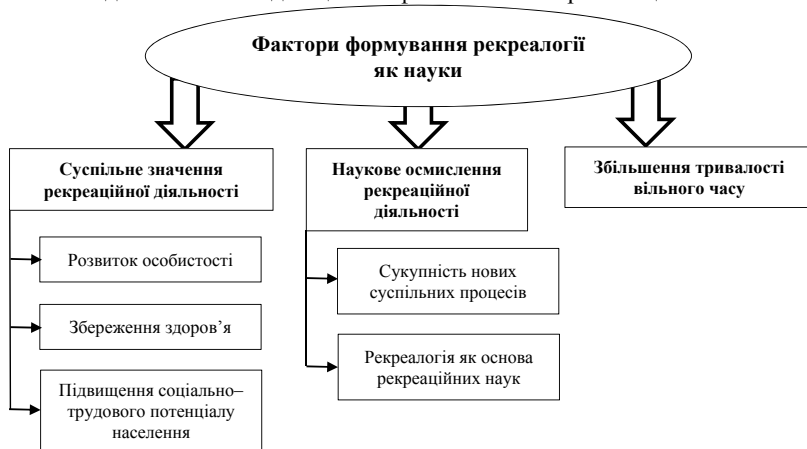 Фактори формування рекреалогії
як науки
Суспільне значення
рекреаційної діяльності
Наукове осмислення
рекреаційної
діяльності
Збільшення тривалості
вільного часу
Розвиток особистості
Збереження здоров’я
Підвищення соціально–
трудового потенціалу
населення
Сукупність нових
суспільних процесів
Рекреалогія як основа
рекреаційних наук